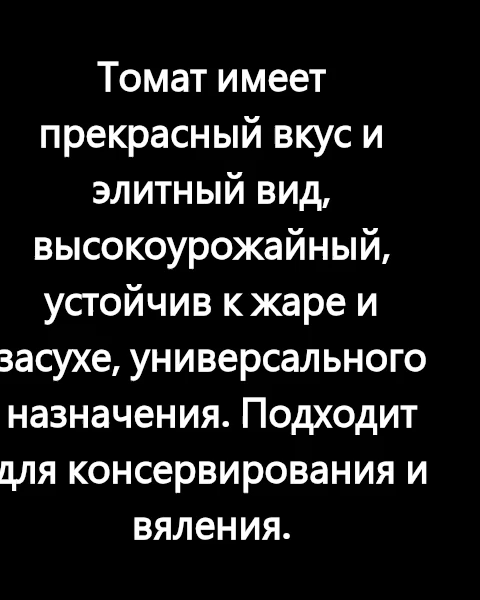 Томат имеет
прекрасный вкус и
элитный вид,
высокоурожайный,
устойчив к жаре и
засухе, универсального
назначения. Подходит
для консервирования и
вяления.